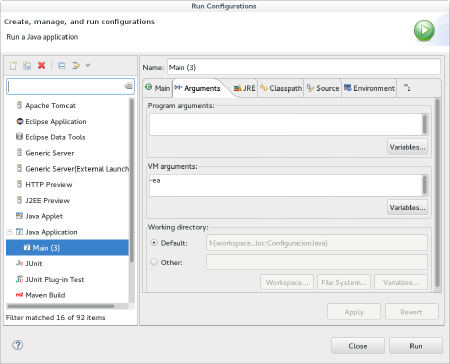 Run Configurations
Create, manage, and run configurations
Run a Java application
Name: Main (3)
Main
Arguments
JRE
Classpath
Source
Environment
»1
Apache Tomcat
Eclipse Application
Eclipse Data Tools
Generic Server
Generic Server(External Launch
HTTP Preview
J2EE Preview
Java Applet
Java Application
Main (3)
JUnit
JUnit Plug-in Test
Maven Build
Filter matched 16 of 92 items
Program arguments:
Variables...
VM arguments:
-ea
Variables...
Working directory:
Default: ${workspace_loc:ConfiguracionJava}
Other:
Workspace... File System... Variables...
Apply Revert
Close Run